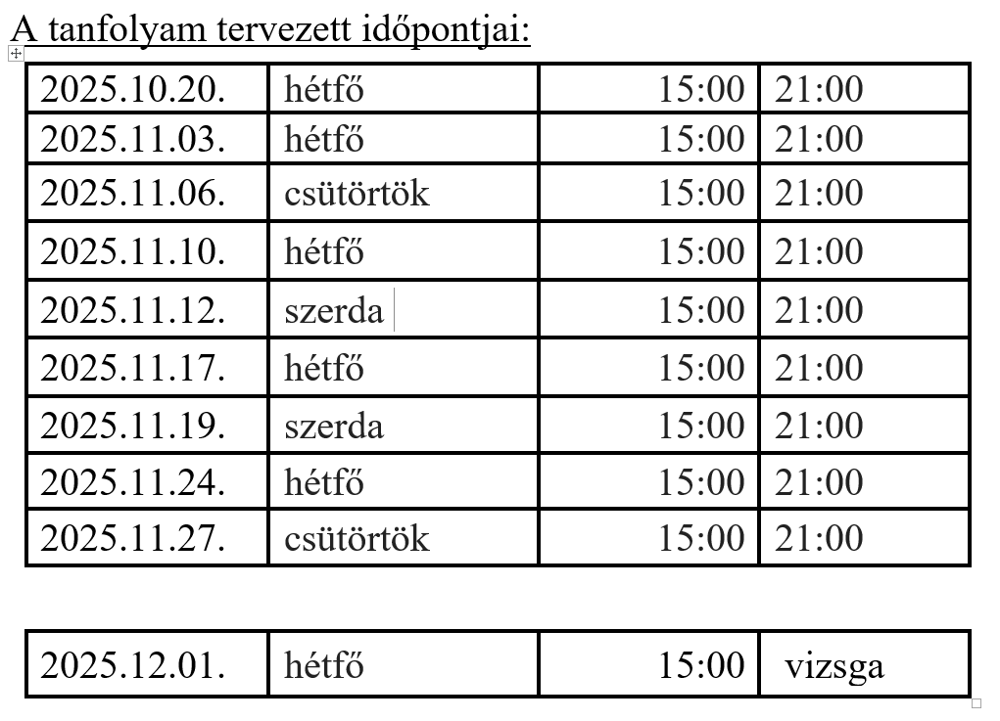 A tanfolyam tervezett időpontjai:
2025.10.20. hétfő 15:00 21:00
2025.11.03. hétfő 15:00 21:00
2025.11.06. csütörtök 15:00 21:00
2025.11.10. hétfő 15:00 21:00
2025.11.12. szerda 15:00 21:00
2025.11.17. hétfő 15:00 21:00
2025.11.19. szerda 15:00 21:00
2025.11.24. hétfő 15:00 21:00
2025.11.27. csütörtök 15:00 21:00
2025.12.01. hétfő 15:00 vizsga